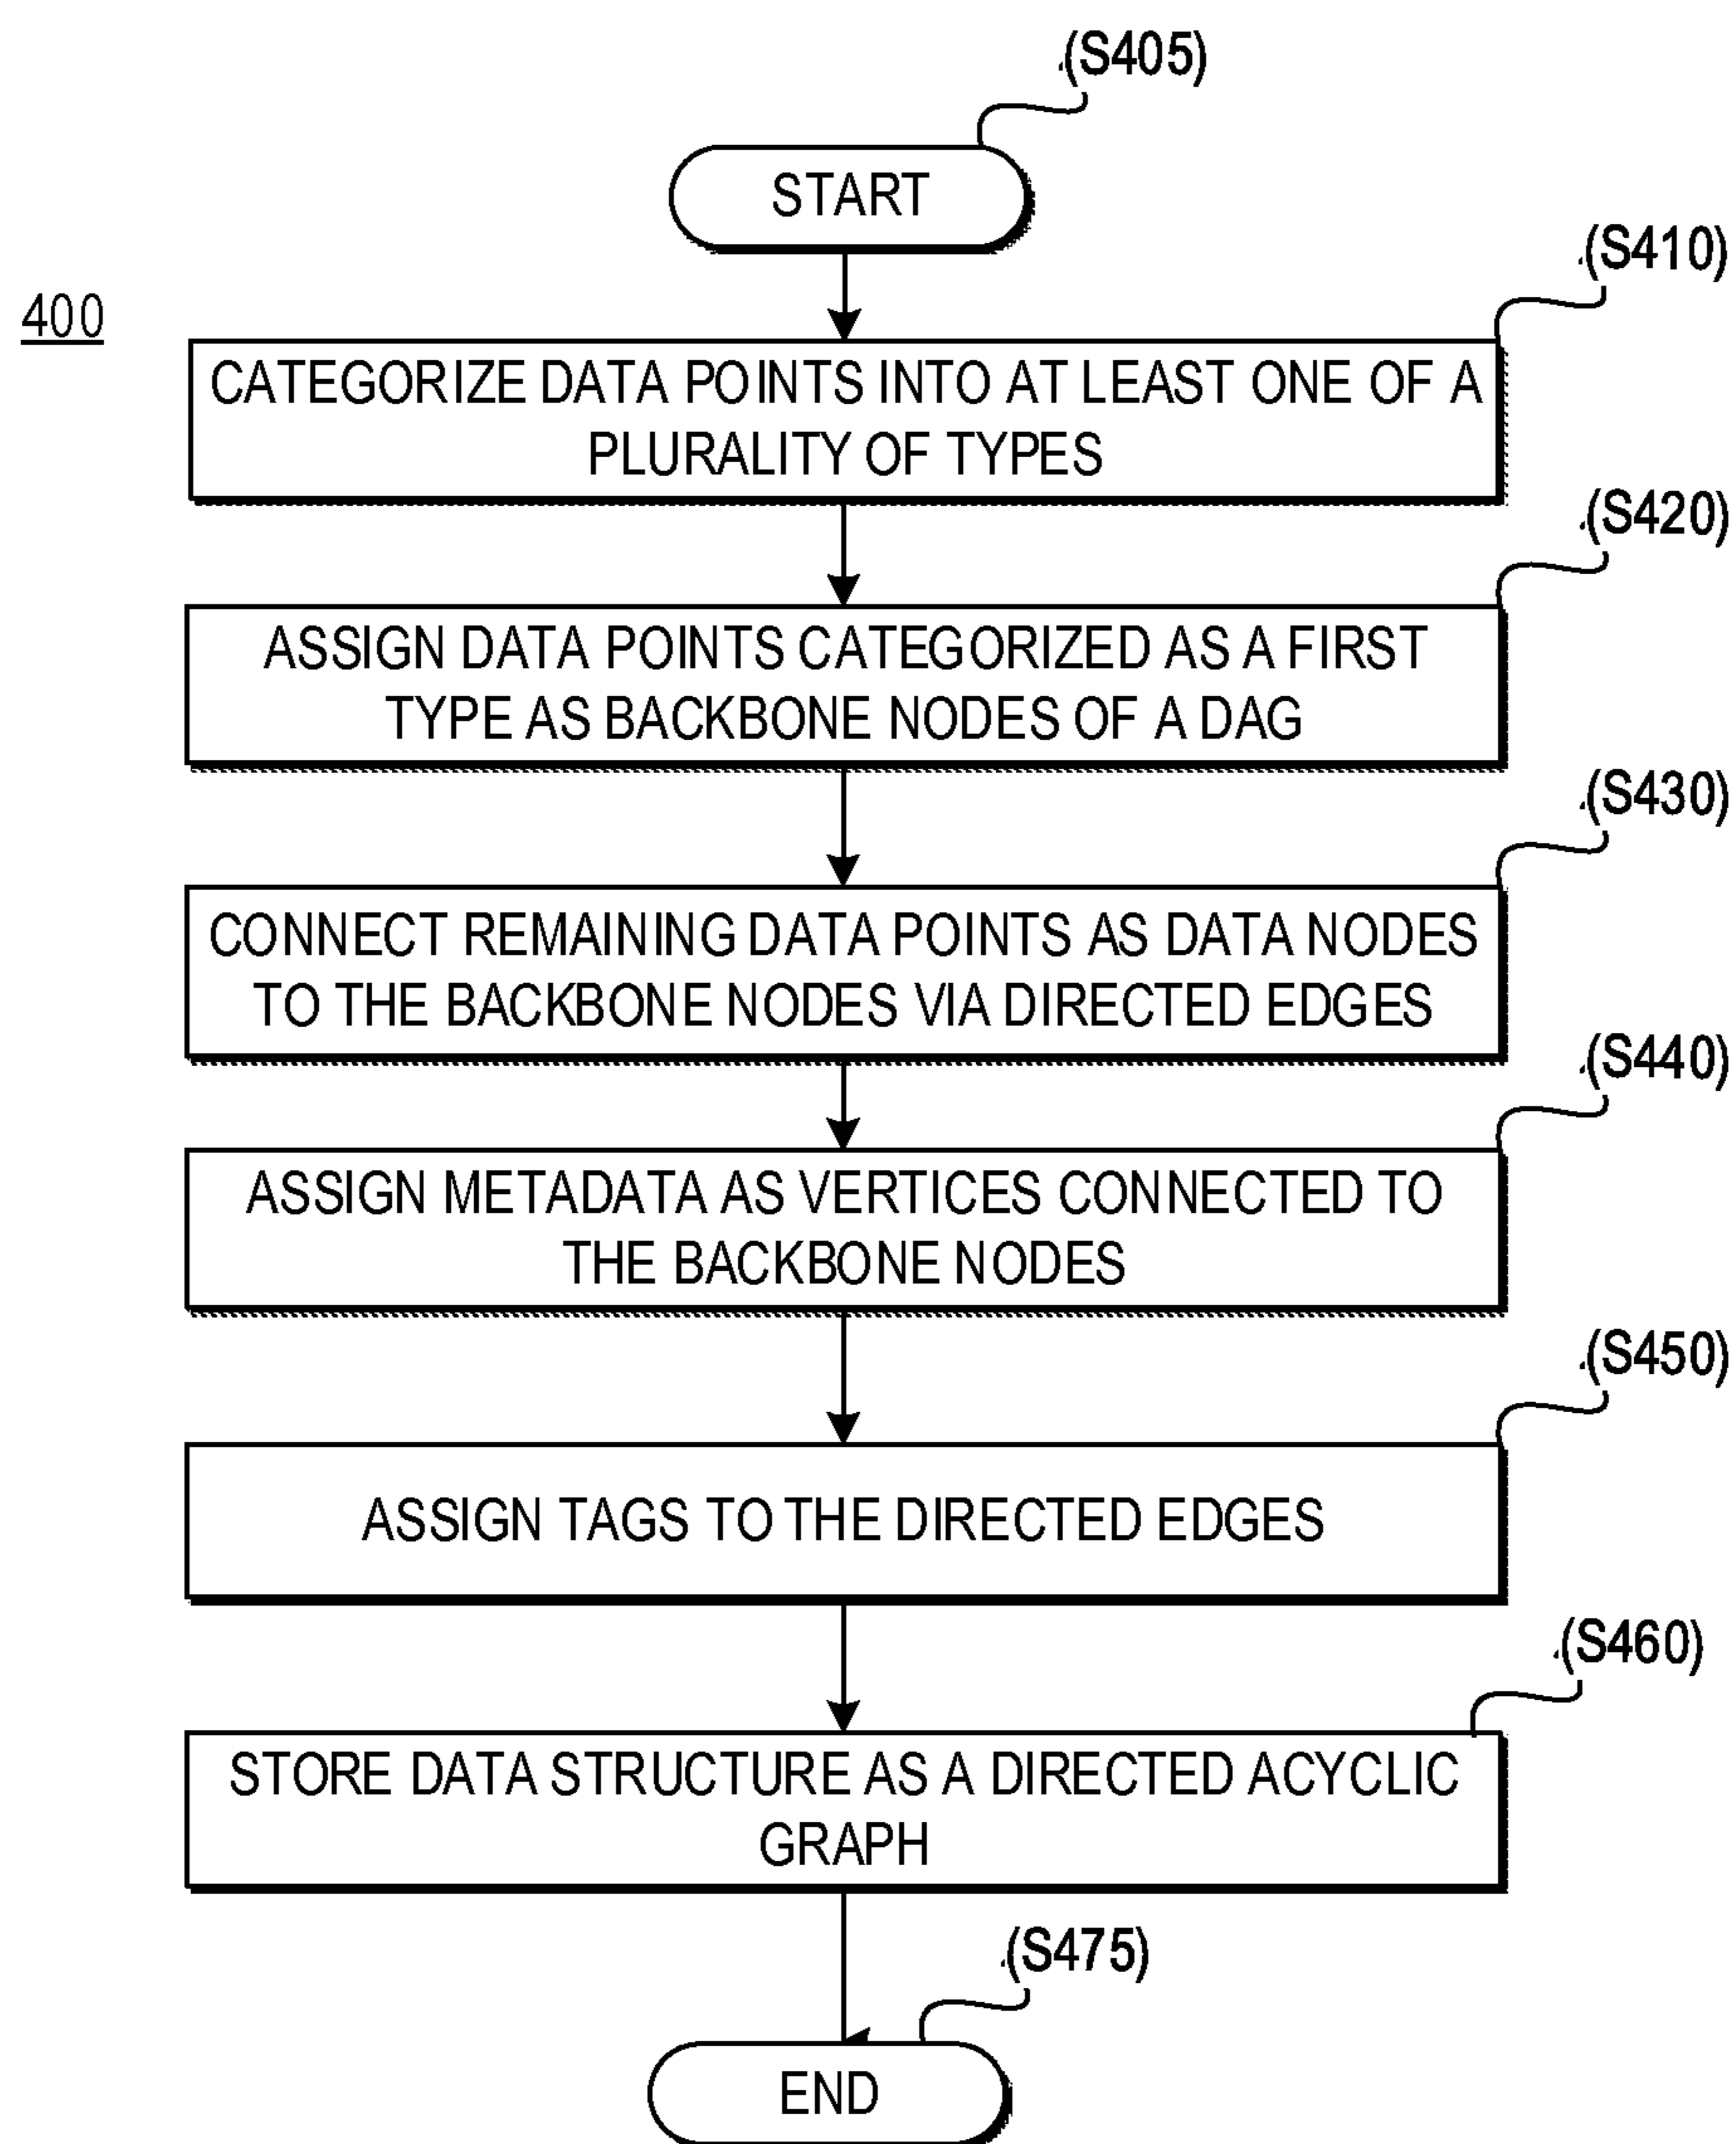 (S405)
START
(S410)
400
CATEGORIZE DATA POINTS INTO AT LEAST ONE OF A
PLURALITY OF TYPES
(S420)
ASSIGN DATA POINTS CATEGORIZED AS A FIRST
TYPE AS BACKBONE NODES OF A DAG
(S430)
CONNECT REMAINING DATA POINTS AS DATA NODES
TO THE BACKBONE NODES VIA DIRECTED EDGES
(S440)
ASSIGN METADATA AS VERTICES CONNECTED TO
THE BACKBONE NODES
(S450)
ASSIGN TAGS TO THE DIRECTED EDGES
(S460)
STORE DATA STRUCTURE AS A DIRECTED ACYCLIC
GRAPH
(S475)
END